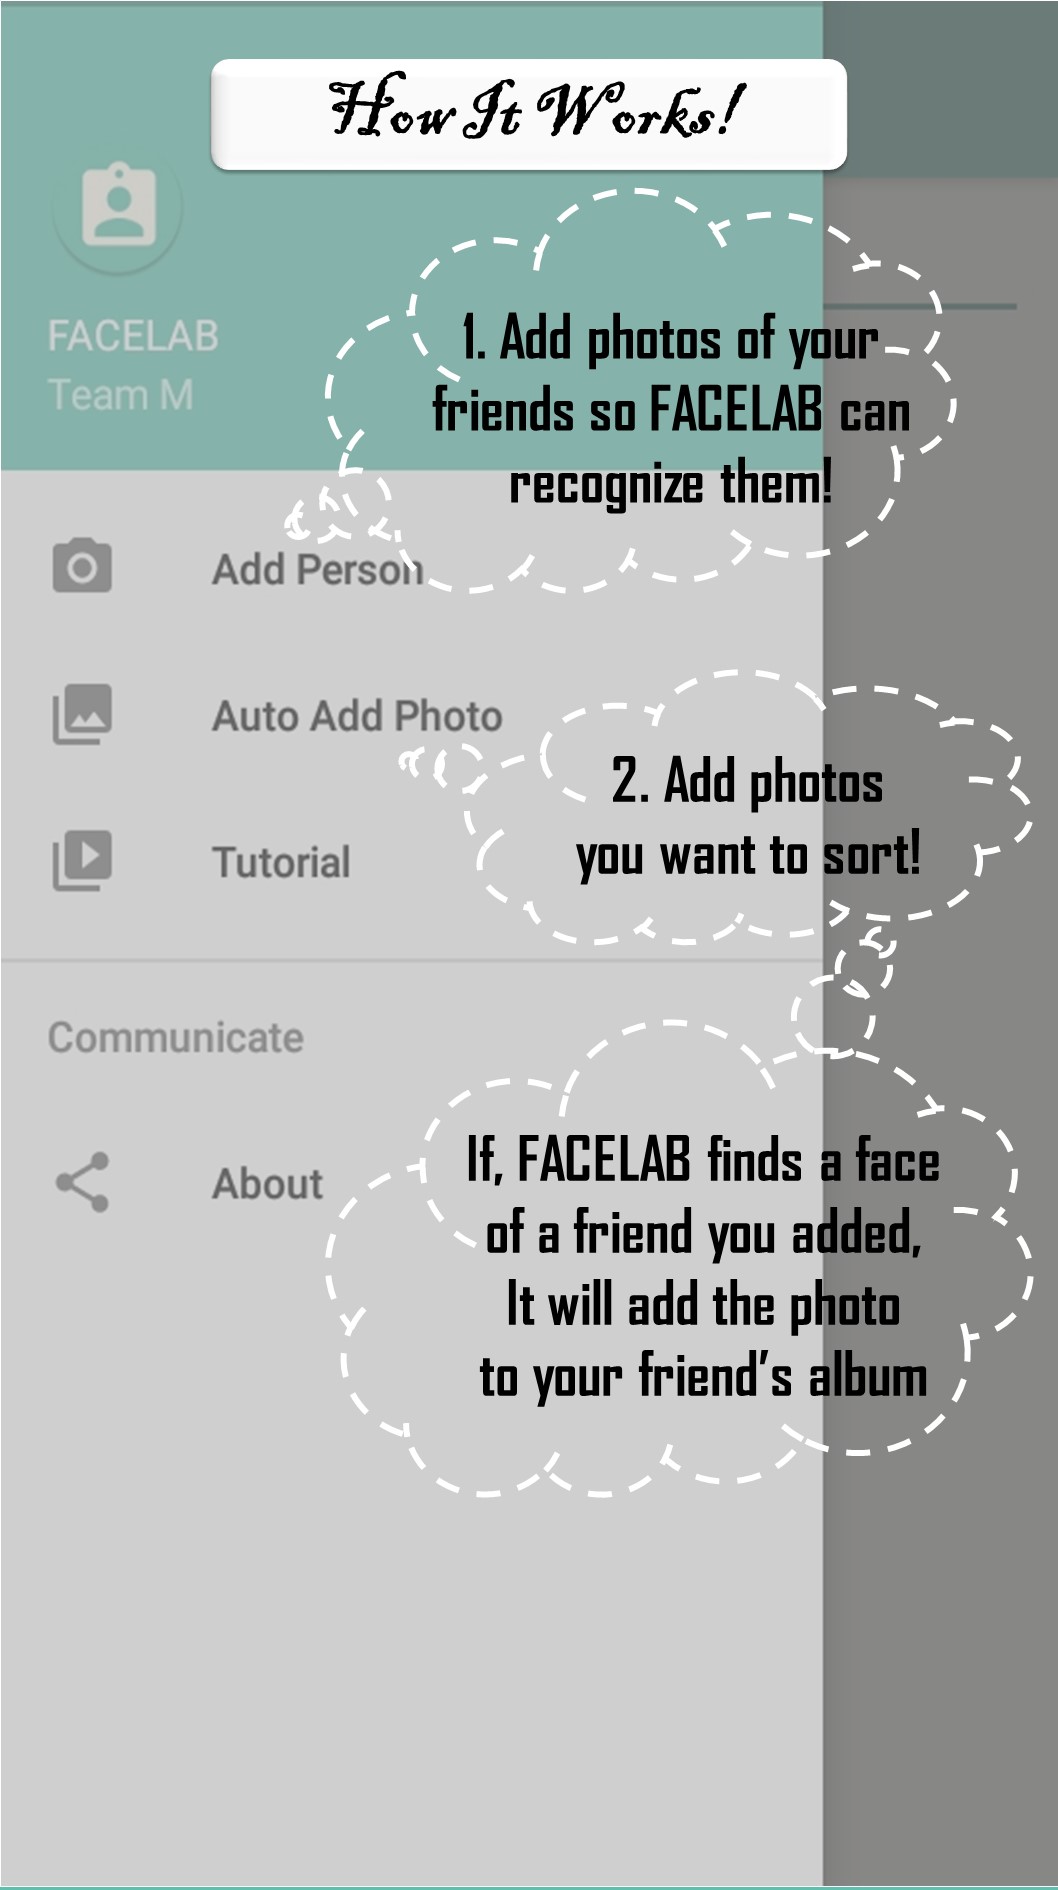 How It Works!
FACELAB
Team M
1. Add photos of your
friends so FACELAB can
recognize them!
Add Person
Auto Add Photo
2. Add photos
you want to sort!
Tutorial
Communicate
If, FACELAB finds a face
of a friend you added,
It will add the photo
to your friend’s album
About